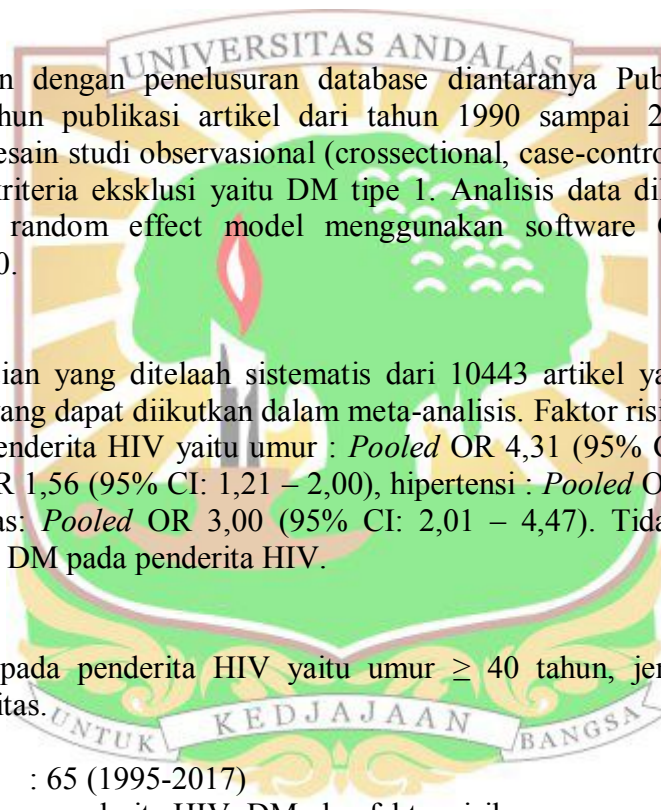 UNIVERSITAS ANDALAS
n dengan penelusuran database diantaranya Pub
hun publikasi artikel dari tahun 1990 sampai 2
esain studi observasional (crossectional, case-contro
kriteria eksklusi yaitu DM tipe 1. Analisis data di
random effect model menggunakan software
0.
ian yang ditelaah sistematis dari 10443 artikel ya
yang dapat diikutkan dalam meta-analisis. Faktor risi
enderita HIV yaitu umur : Pooled OR 4,31 (95% C
R 1,56 (95% CI: 1,21 – 2,00), hipertensi : Pooled O
as: Pooled OR 3,00 (95% CI: 2,01 – 4,47). Tida
DM pada penderita HIV.
pada penderita HIV yaitu umur ≥ 40 tahun, jen
itas.
UNTUK KEDJAJAAN BANGSA
: 65 (1995-2017)